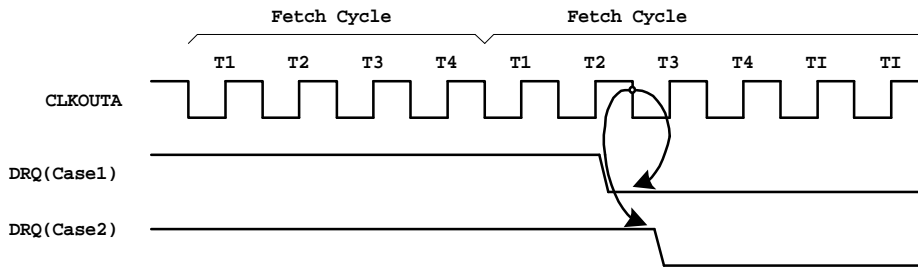 Fetch Cycle Fetch Cycle
T1 T2 T3 T4 T1 T2 T3 T4 TI TI
CLKOUTA
DRQ(Case1)
DRQ(Case2)